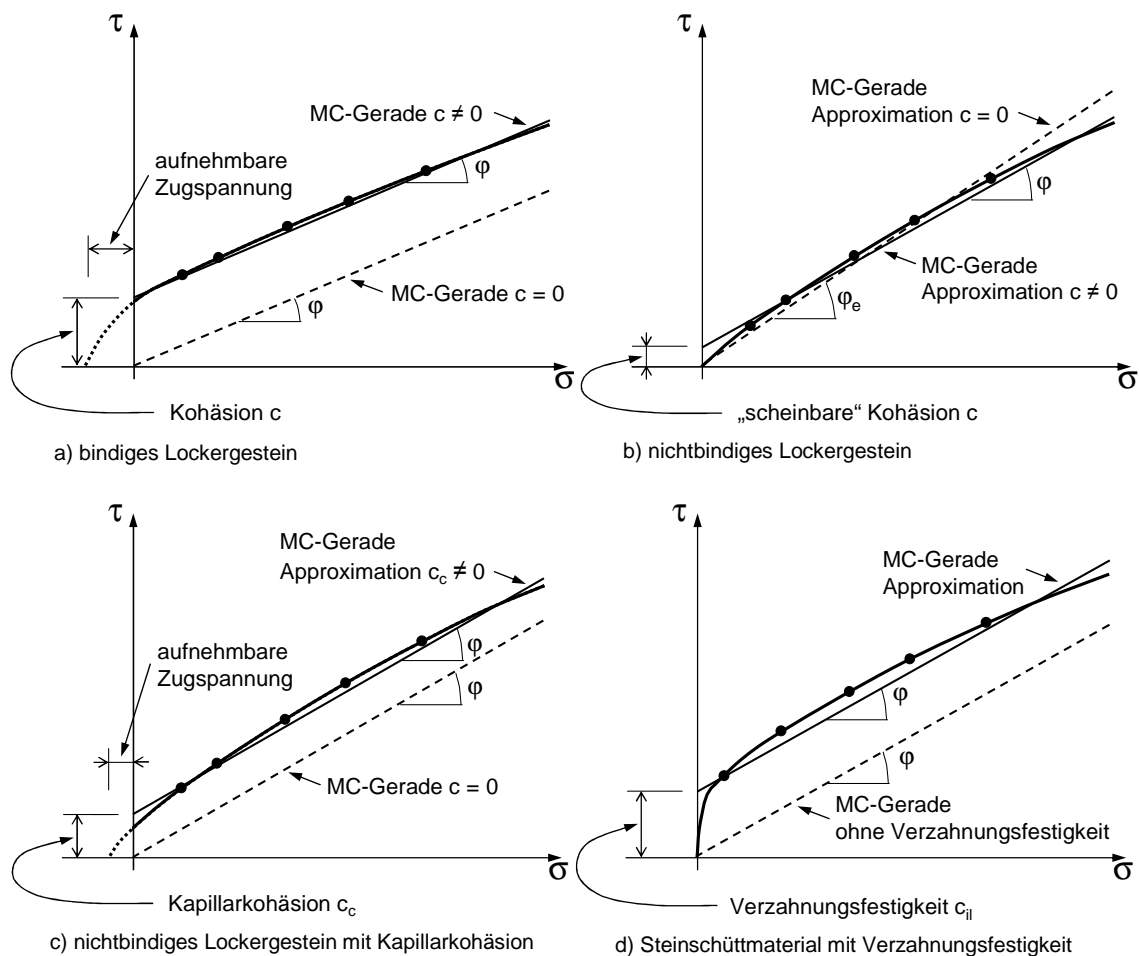 τ
MC-Gerade c ≠ 0
aufnehmbare
Zugspannung
φ
MC-Gerade c = 0
φ
σ
Kohäsion c
a) bindiges Lockergestein
τ
MC-Gerade
Approximation c = 0
φ
MC-Gerade
Approximation c ≠ 0
φe
σ
„scheinbare“ Kohäsion c
b) nichtbindiges Lockergestein
τ
MC-Gerade
Approximation cc ≠ 0
aufnehmbare
Zugspannung
φ
φ
MC-Gerade c = 0
σ
Kapillarkohäsion cc
c) nichtbindiges Lockergestein mit Kapillarkohäsion
τ
MC-Gerade
Approximation
φ
φ
MC-Gerade
ohne Verzahnungsfestigkeit
σ
Verzahnungsfestigkeit cil
d) Steinschüttmaterial mit Verzahnungsfestigkeit